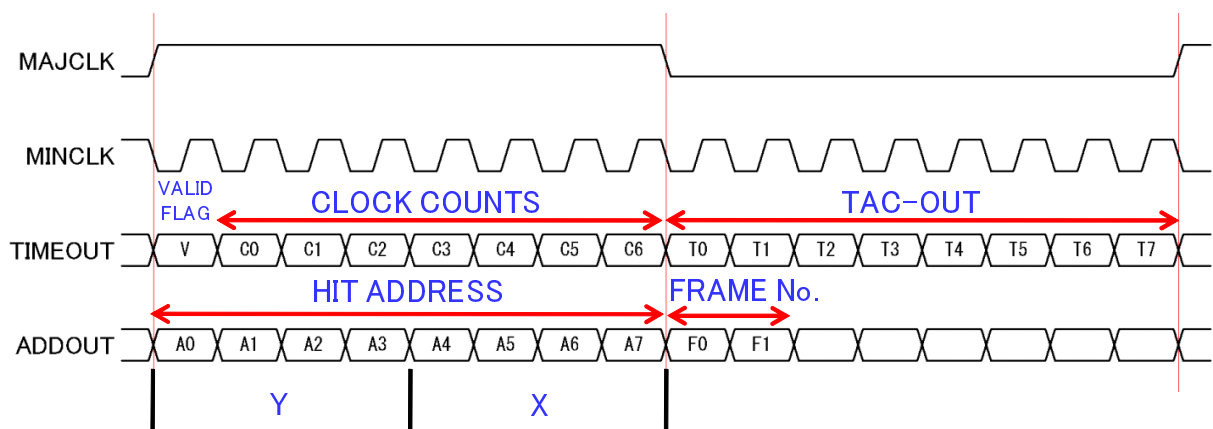 MAJCLK
MINCLK
VALID
FLAG
CLOCK COUNTS
TAC-OUT
TIMEOUT V C0 C1 C2 C3 C4 C5 C6 T0 T1 T2 T3 T4 T5 T6 T7
HIT ADDRESS
FRAME No.
ADDOUT A0 A1 A2 A3 A4 A5 A6 A7 F0 F1
Y X